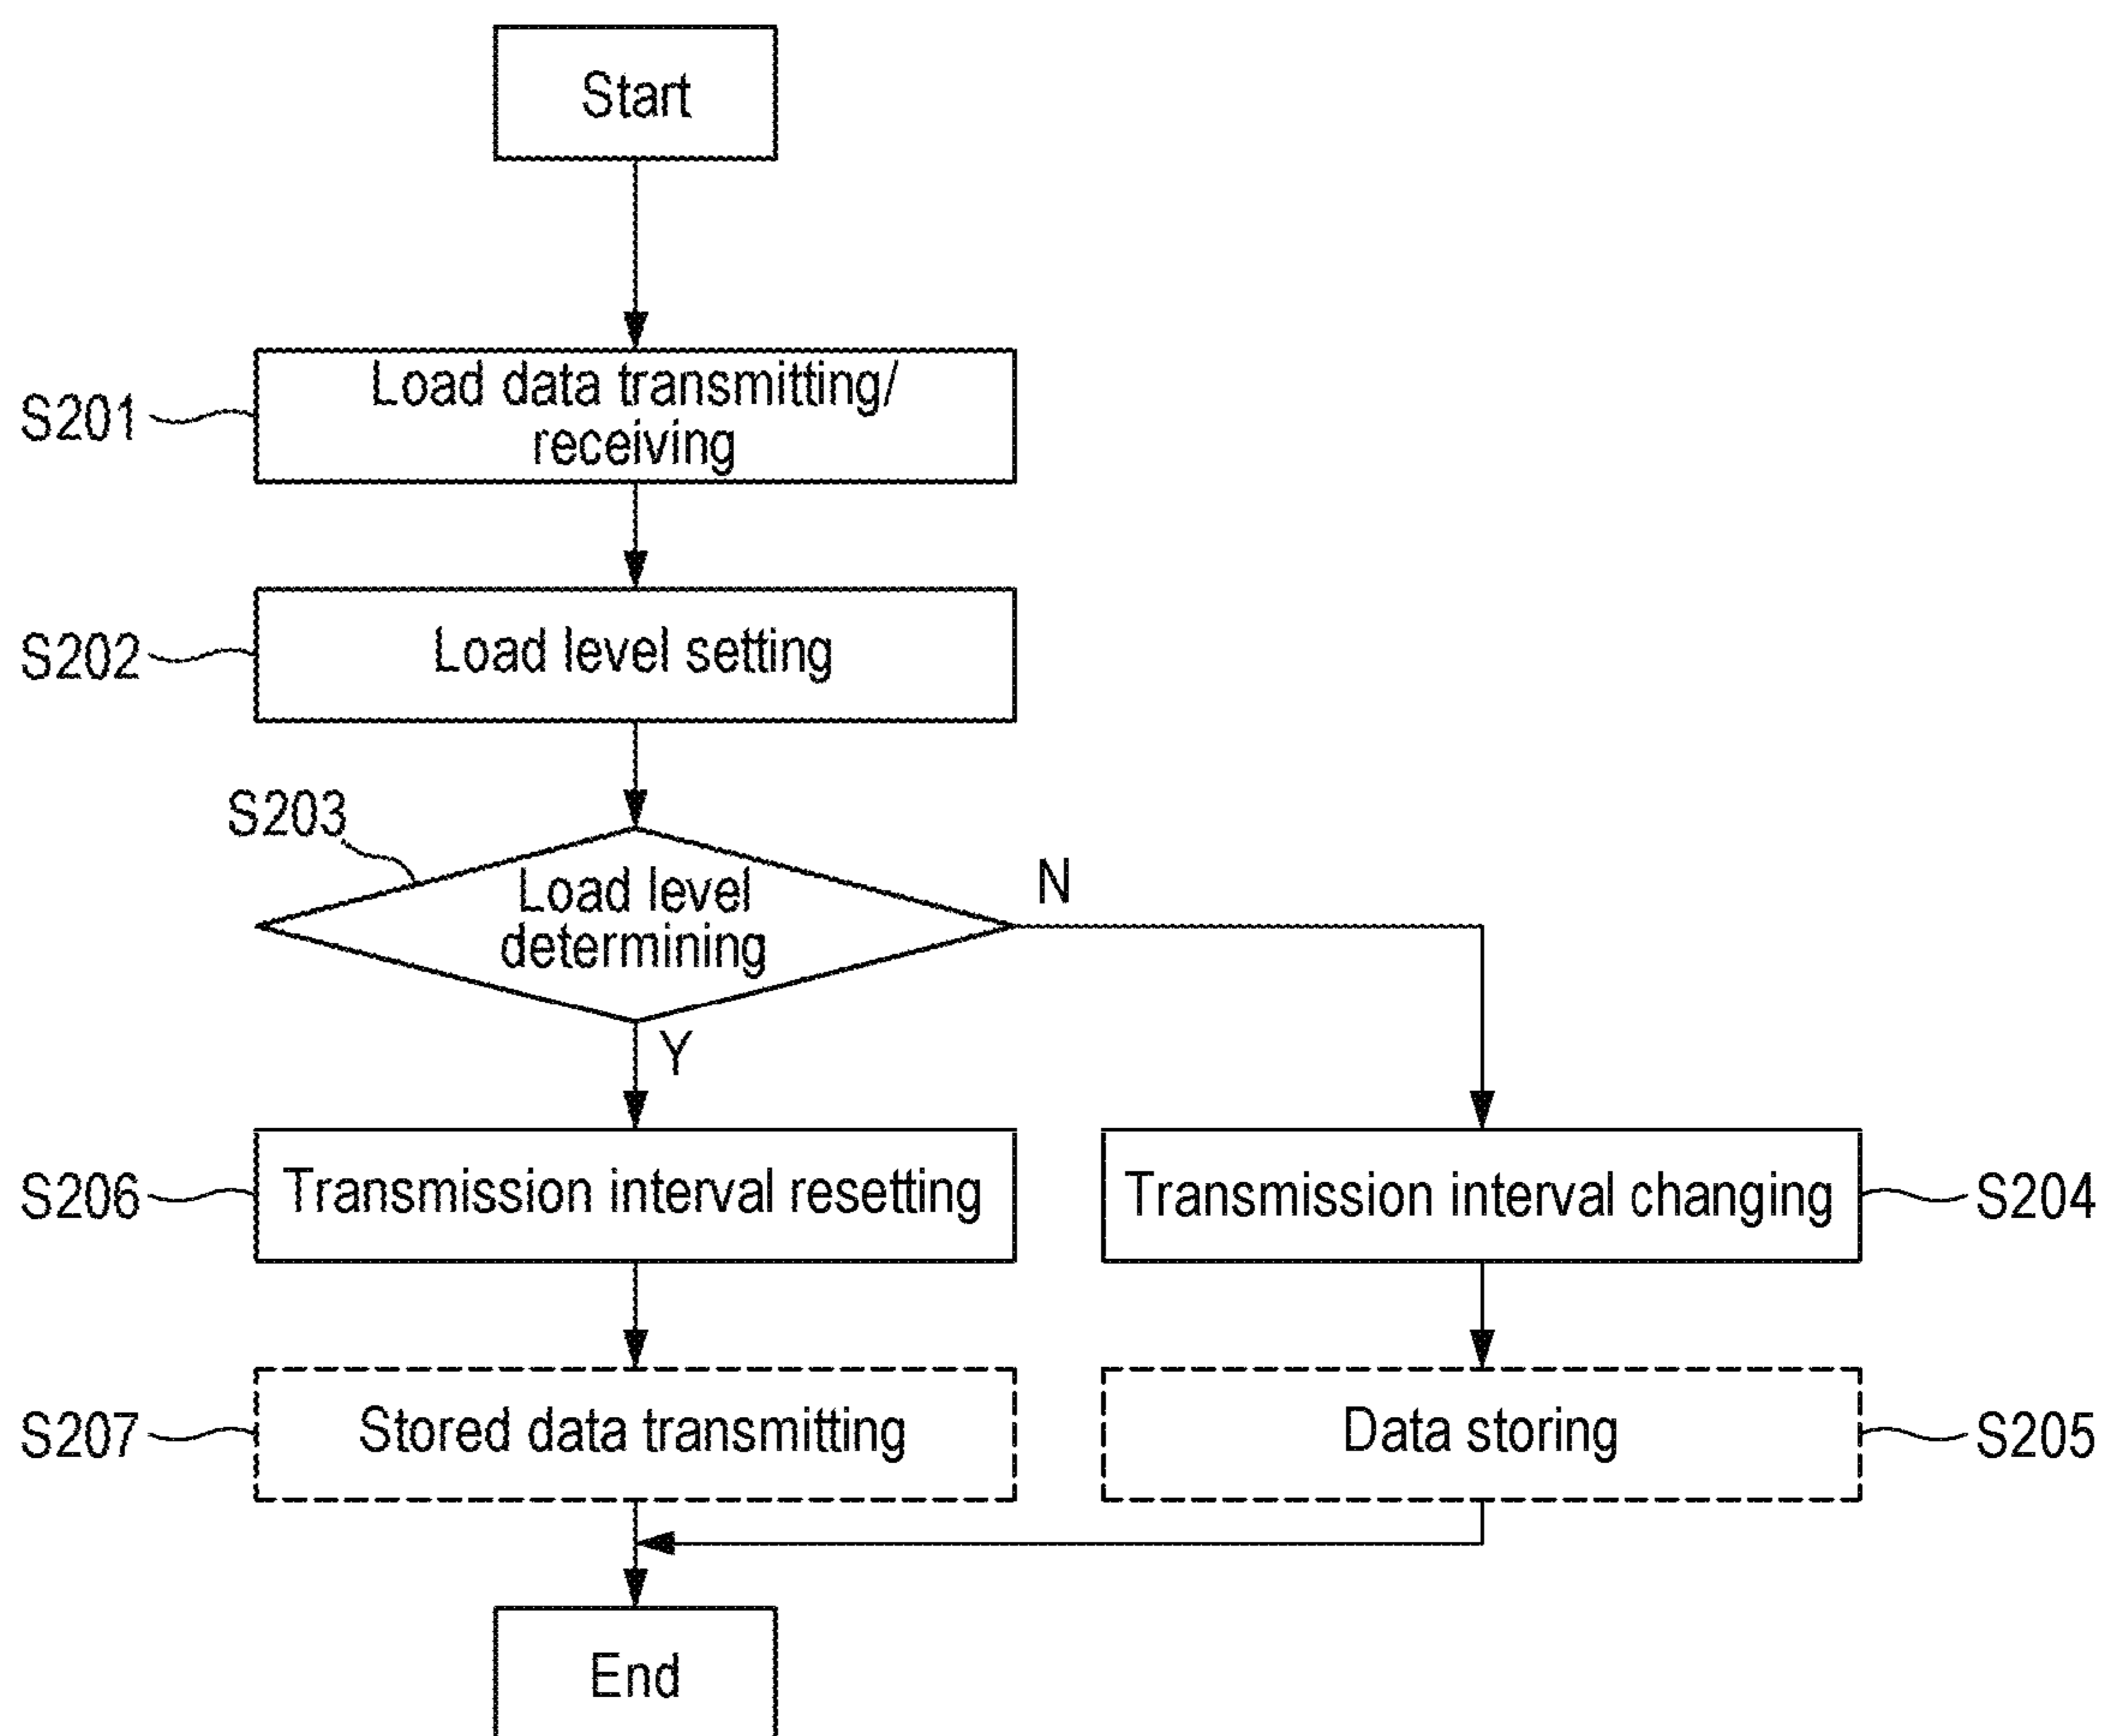 Start
S201
Load data transmitting/
receiving
S202
Load level setting
S203
Load level
determining
N
Y
S206
Transmission interval resetting
Transmission interval changing
S204
S207
Stored data transmitting
Data storing
S205
End